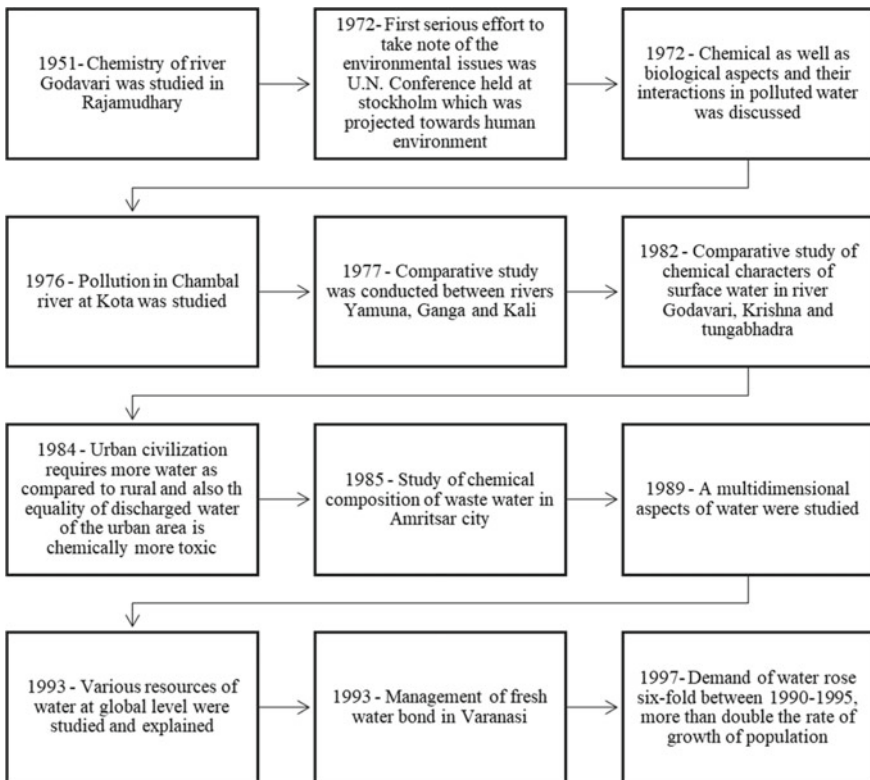 1951- Chemistry of river
Godavari was studied in
Rajamudhary
1972- First serious effort to
take note of the
environmental issues was
U.N. Conference held at
stockholm which was
projected towards human
environment
1972 - Chemical as well as
biological aspects and their
interactions in polluted water
was discussed
1976 - Pollution in Chambal
river at Kota was studied
1977 - Comparative study
was conducted between rivers
Yamuna, Ganga and Kali
1982 - Comparative study of
chemical characters of
surface water in river
Godavari, Krishna and
tungabhadra
1984 - Urban civilization
requires more water as
compared to rural and also th
equality of discharged water
of the urban area is
chemically more toxic
1985 - Study of chemical
composition of waste water in
Amritsar city
1989 - A multidimensional
aspects of water were studied
1993 - Various resources of
water at global level were
studied and explained
1993 - Management of fresh
water bond in Varanasi
1997- Demand of water rose
six-fold between 1990-1995,
more than double the rate of
growth of population